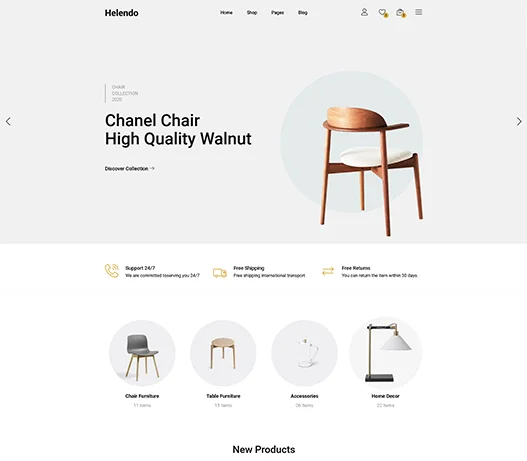 Helendo
Home Shop Pages Blog
CHAIR
COLLECTION
2020
Chanel Chair
High Quality Walnut
Discover Collection
Support 24/7
We are committed toserving you 24/7
Free Shipping
Free shipping international transport
Free Returns
You can return the item within 30 days.
Chair Furniture
11 items
Table Furniture
13 items
Accessories
26 items
Home Decor
22 items
New Products